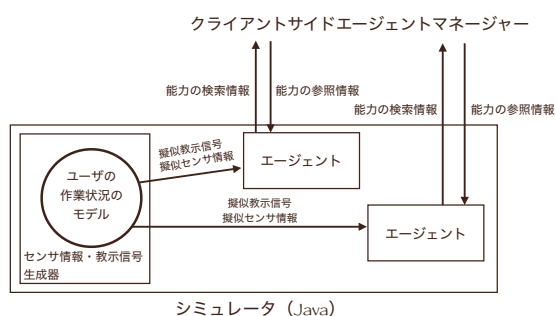 クライアントサイドエージェントマネージャー
能力の検索情報
能力の参照情報
能力の検索情報
能力の参照情報
擬似教示信号
擬似センサ情報
エージェント
ユーザの
作業状況の
モデル
擬似教示信号
擬似センサ情報
エージェント
センサ情報・教示信号
生成器
シミュレータ（Java）